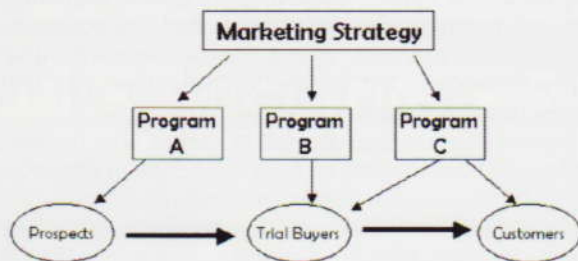 Marketing Strategy
Program
A
Program
B
Program
C
Prospects
Trial Buyers
Customers